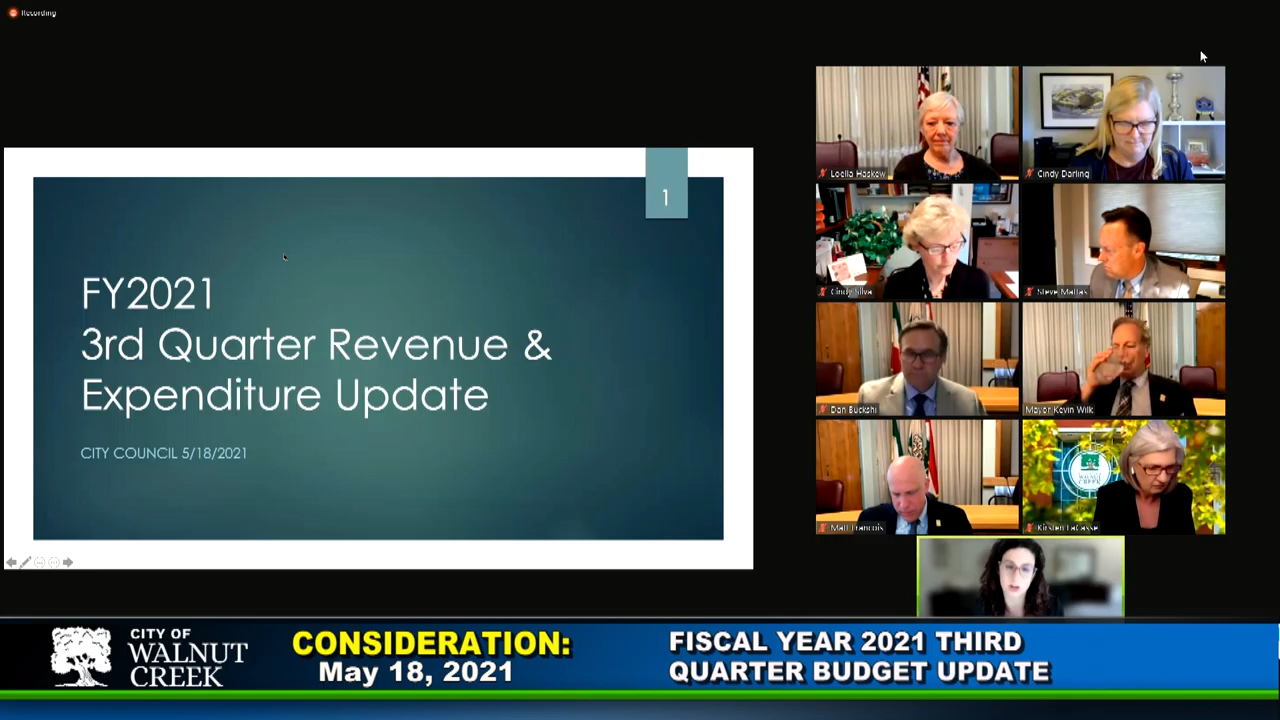 Recording
1
FY2021
3rd Quarter Revenue &
Expenditure Update
CITY COUNCIL 5/18/2021
Loella Haskew
Cindy Darling
Cindy Silva
Steve Mattas
Dan Buckshi
Mayor Kevin Wilk
Matt Francois
WALNUT
CREEK
Kirsten LaCasse
CITY OF
WALNUT
CREEK
CONSIDERATION:
May 18, 2021
FISCAL YEAR 2021 THIRD
QUARTER BUDGET UPDATE